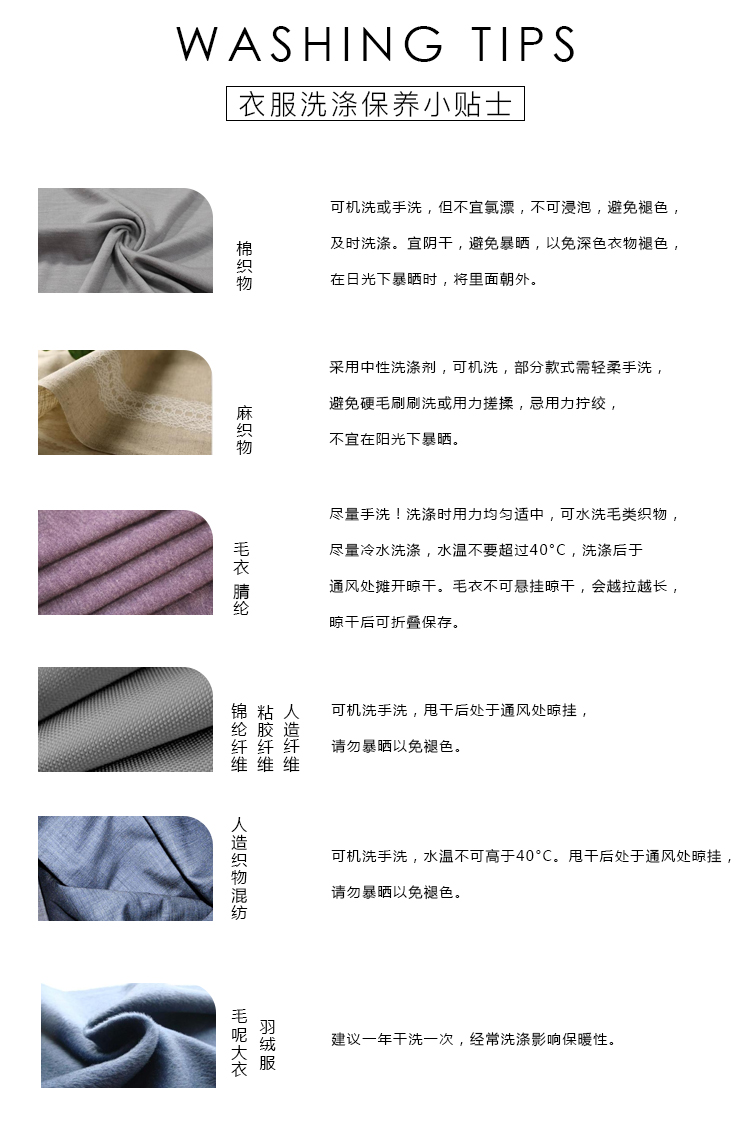 WASHING TIPS
衣服洗涤保养小贴士
棉织物
可机洗或手洗，但不宜氯漂，不可浸泡，避免褪色，
及时洗涤。宜阴干，避免暴晒，以免深色衣物褪色，
在日光下暴晒时，将里面朝外。
麻织物
采用中性洗涤剂，可机洗，部分款式需轻柔手洗，
避免硬毛刷刷洗或用力搓揉，忌用力拧绞，
不宜在阳光下暴晒。
毛衣 腈纶
尽量手洗！洗涤时用力均匀适中，可水洗毛类织物，
尽量冷水洗涤，水温不要超过40°C，洗涤后于
通风处摊开晾干。毛衣不可悬挂晾干，会越拉越长，
晾干后可折叠保存。
锦纶纤维
粘胶纤维
人造纤维
可机洗手洗，甩干后处于通风处晾挂，
请勿暴晒以免褪色。
人造织物混纺
可机洗手洗，水温不可高于40°C。甩干后处于通风处晾挂，
请勿暴晒以免褪色。
毛呢大衣
羽绒服
建议一年干洗一次，经常洗涤影响保暖性。